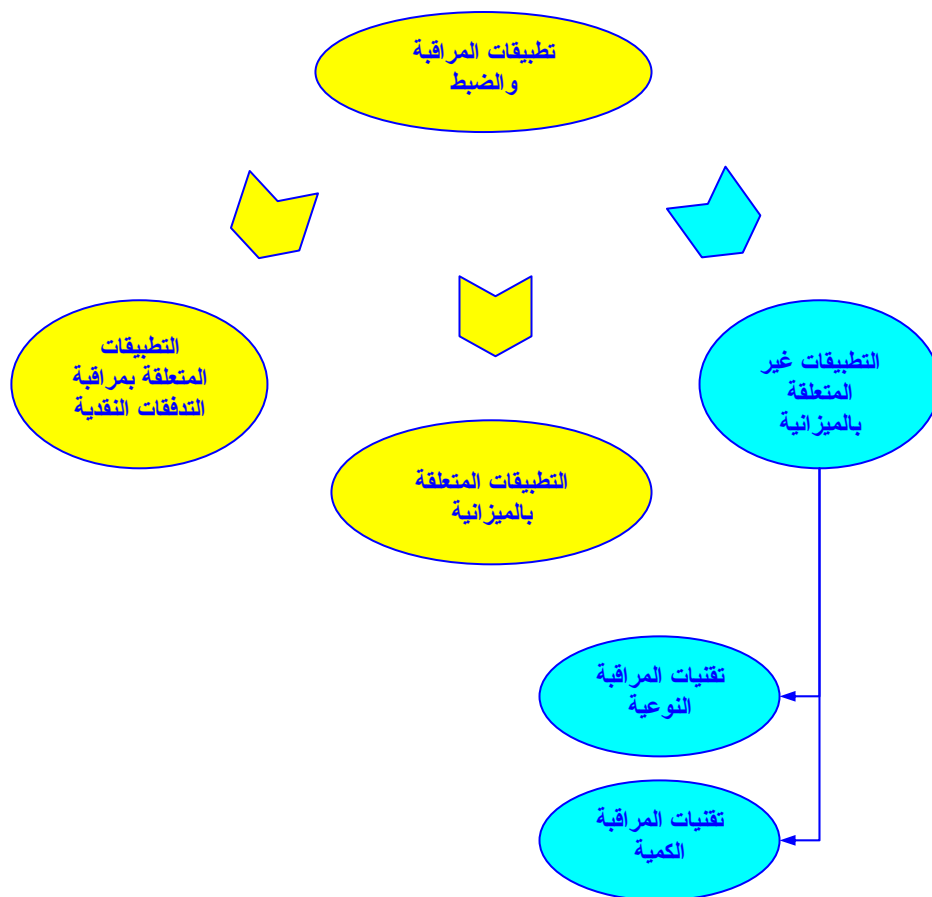 تطبيقات المراقبة
والضبط
التطبيقات غير
المتعلقة
بالميزانية
التطبيقات المتعلقة
بالميزانية
التطبيقات
المتعلقة بمراقبة
التدفقات النقدية
تقنيات المراقبة
النوعية
تقنيات المراقبة
الكمية